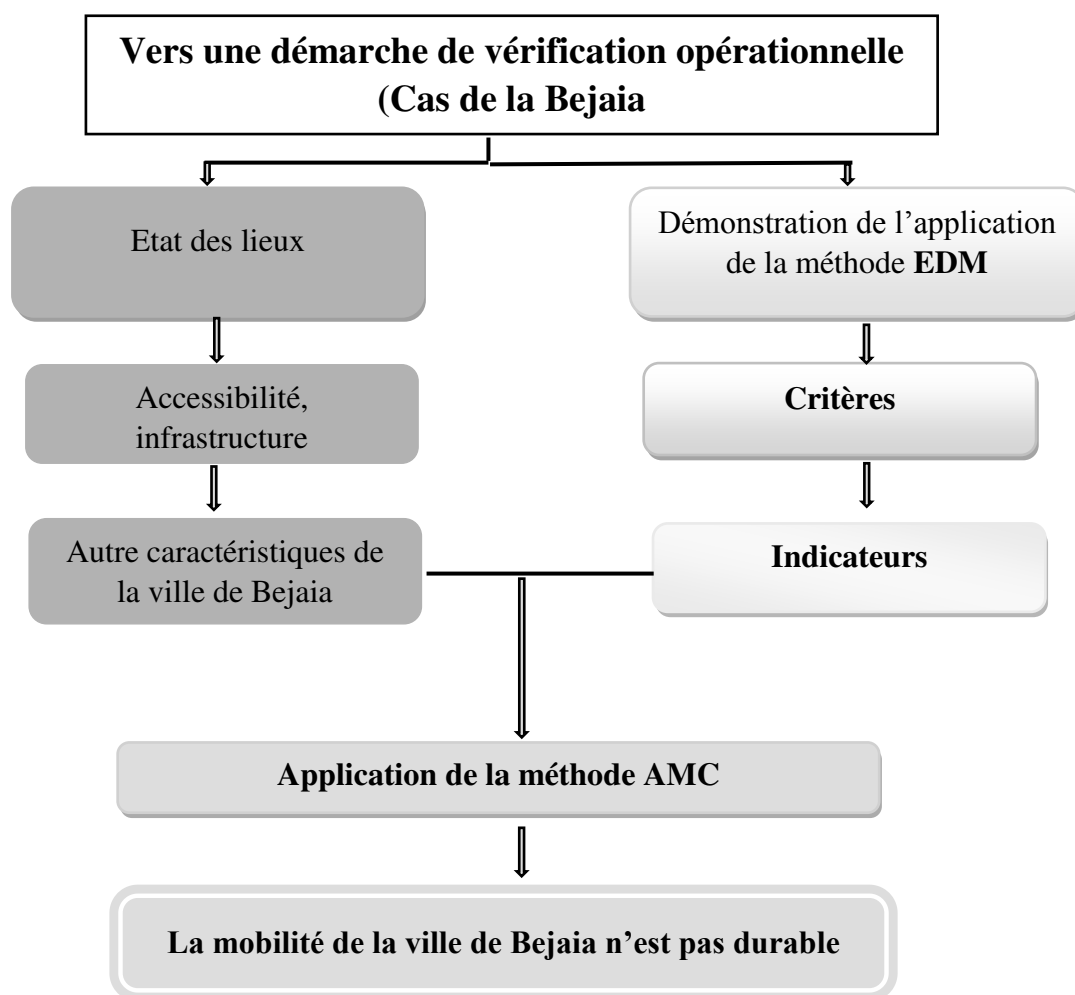 Vers une démarche de vérification opérationnelle
(Cas de la Bejaia
Etat des lieux
Démonstration de l’application
de la méthode EDM
Accessibilité,
infrastructure
Critères
Autre caractéristiques de
la ville de Bejaia
Indicateurs
Application de la méthode AMC
La mobilité de la ville de Bejaia n’est pas durable